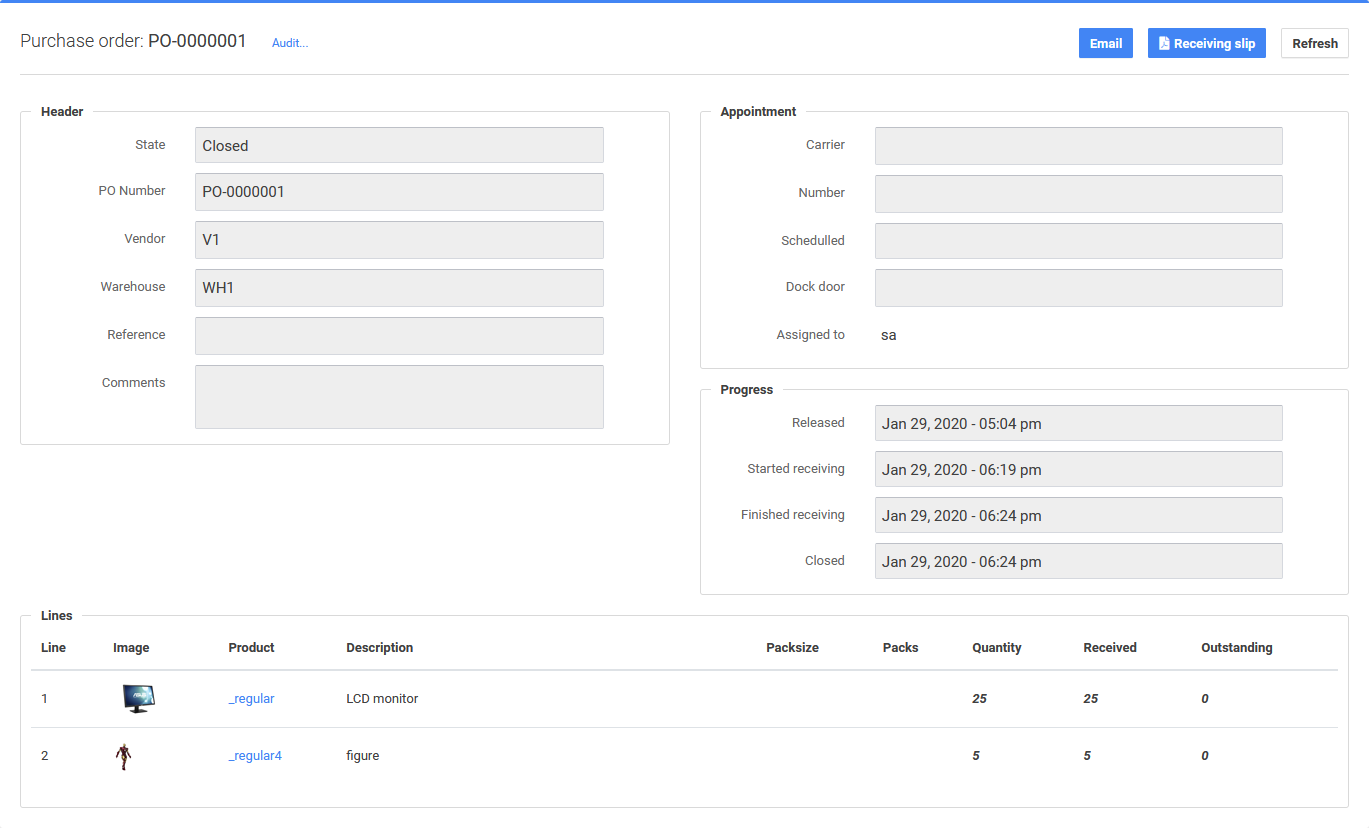 Purchase order: PO-0000001 Audit...
Email Receiving slip Refresh
Header
State Closed
PO Number PO-0000001
Vendor V1
Warehouse WH1
Reference
Comments
Appointment
Carrier
Number
Schedulled
Dock door
Assigned to sa
Progress
Released Jan 29, 2020 - 05:04 pm
Started receiving Jan 29, 2020 - 06:19 pm
Finished receiving Jan 29, 2020 - 06:24 pm
Closed Jan 29, 2020 - 06:24 pm
Lines
Line Image Product Description Packsize Packs Quantity Received Outstanding
1 _regular LCD monitor 25 25 0
2 _regular4 figure 5 5 0